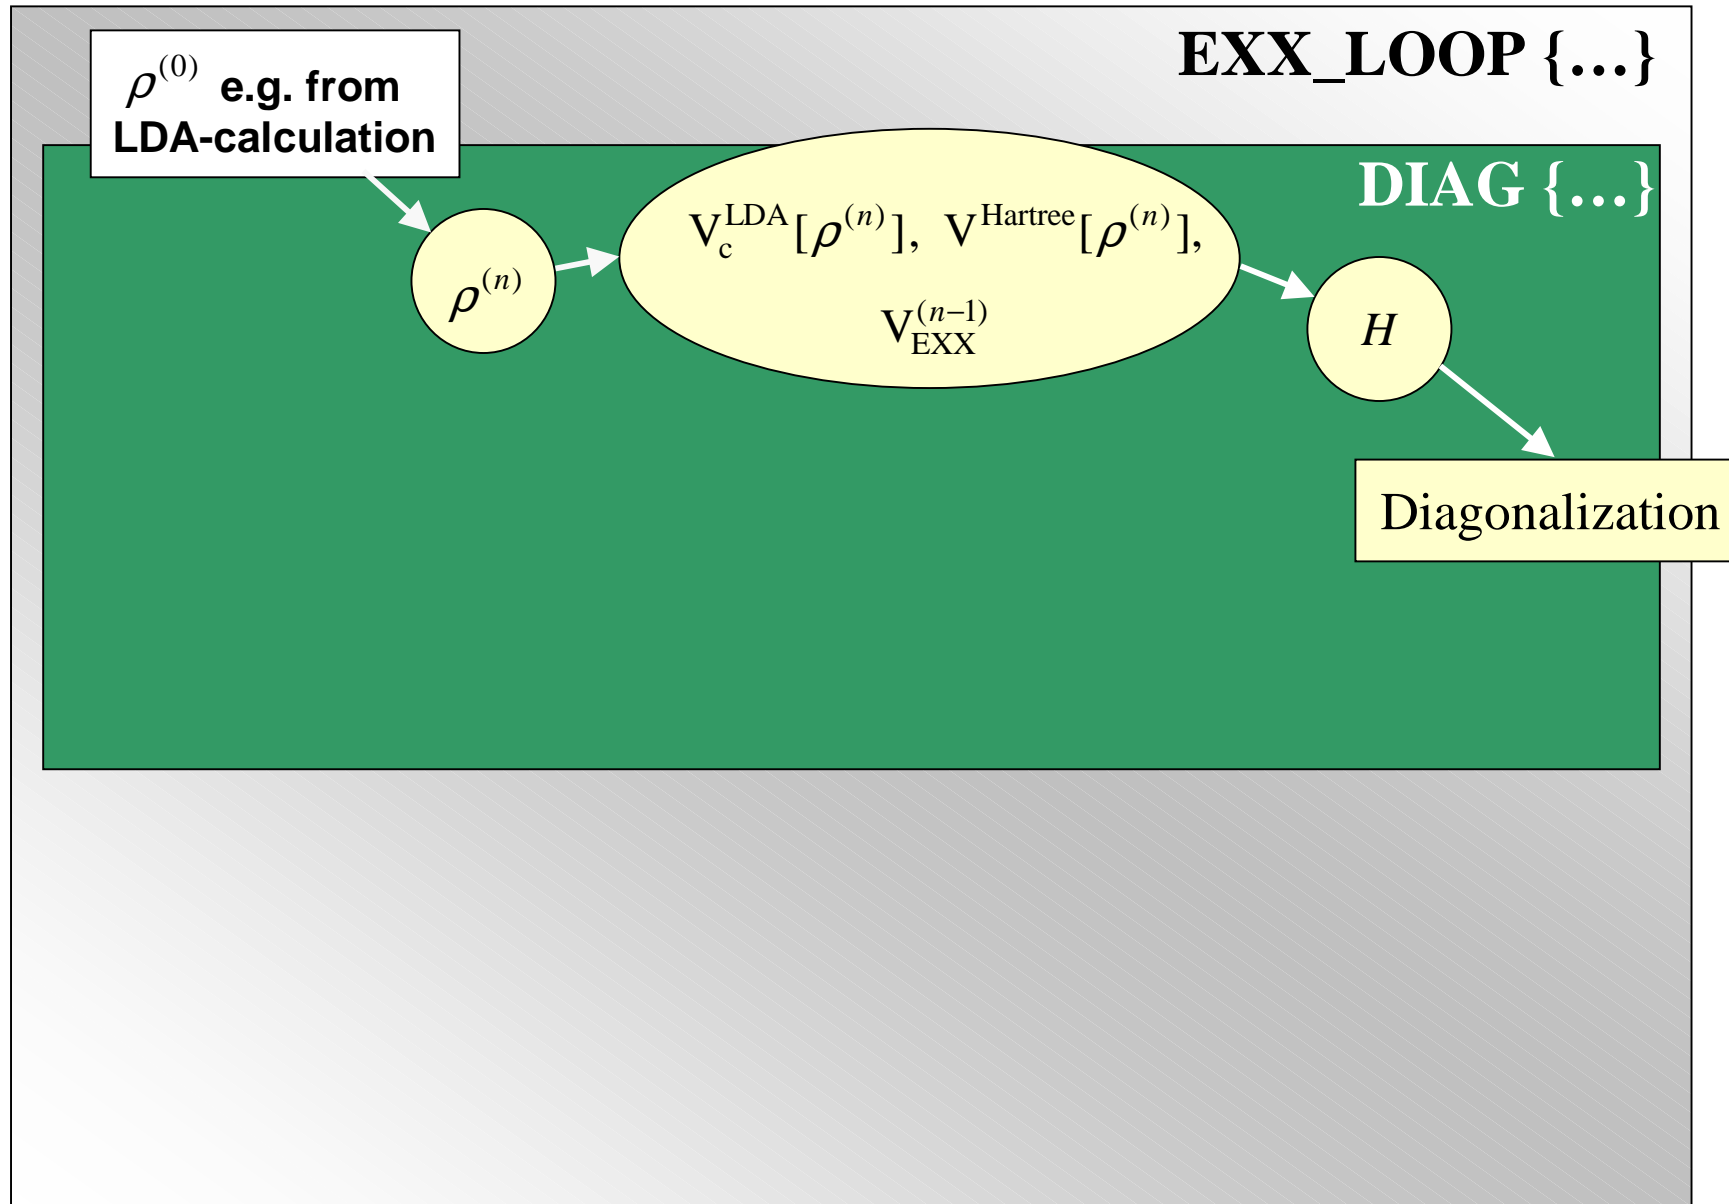 EXX_LOOP {…}
ρ⁽⁰⁾ e.g. from
LDA-calculation
DIAG {…}
ρ⁽ⁿ⁾
V_c^LDA[ρ⁽ⁿ⁾], V^Hartree[ρ⁽ⁿ⁾],
V_EXX^(n−1)
H
Diagonalization